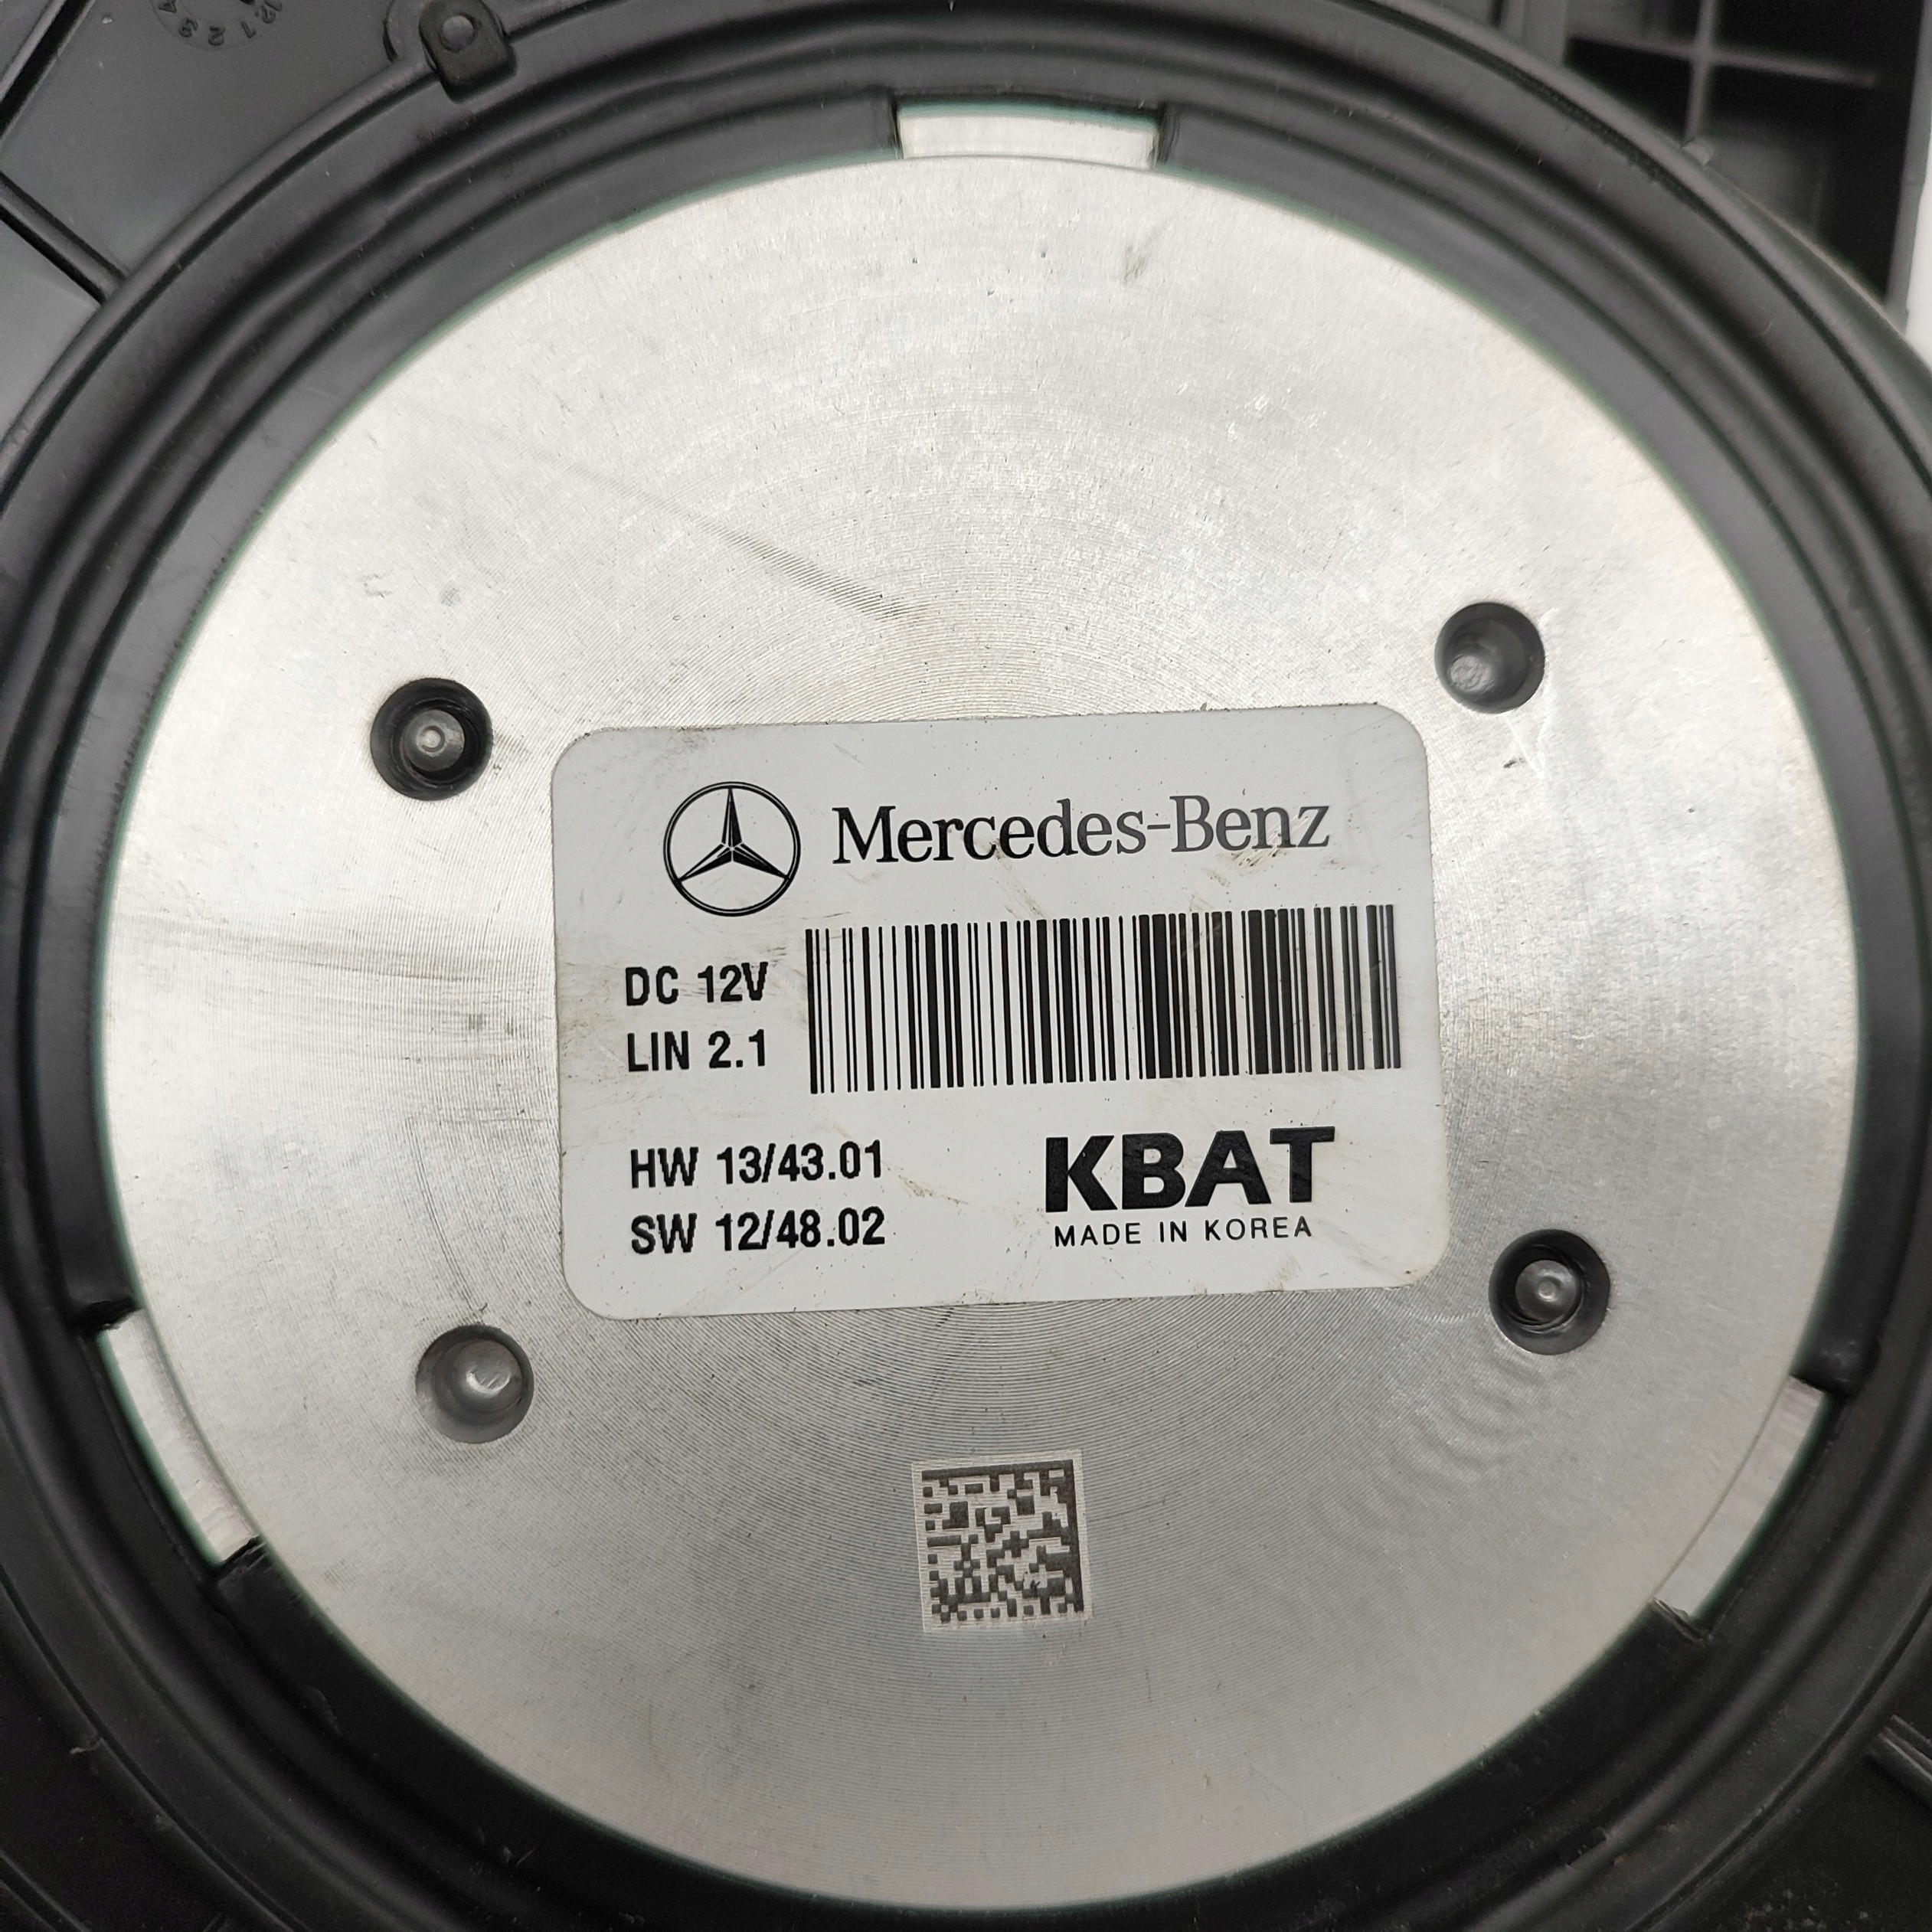 Mercedes-Benz
DC 12V
LIN 2.1
HW 13/43.01
SW 12/48.02
KBAT
MADE IN KOREA